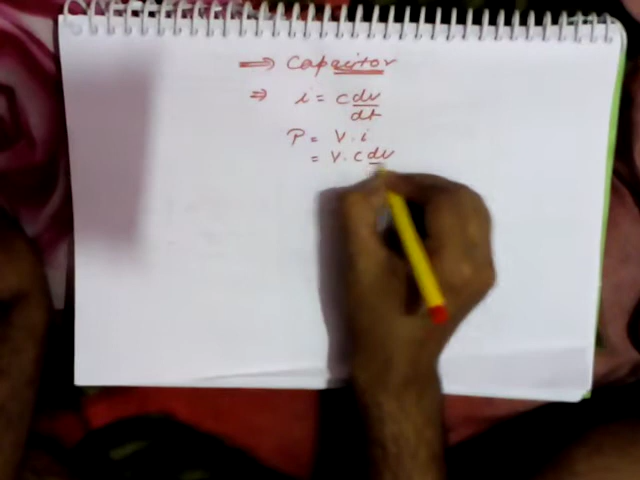 ⇒ Capacitor
⇒ i = c dv/dt
P = V · i
= V · c dv